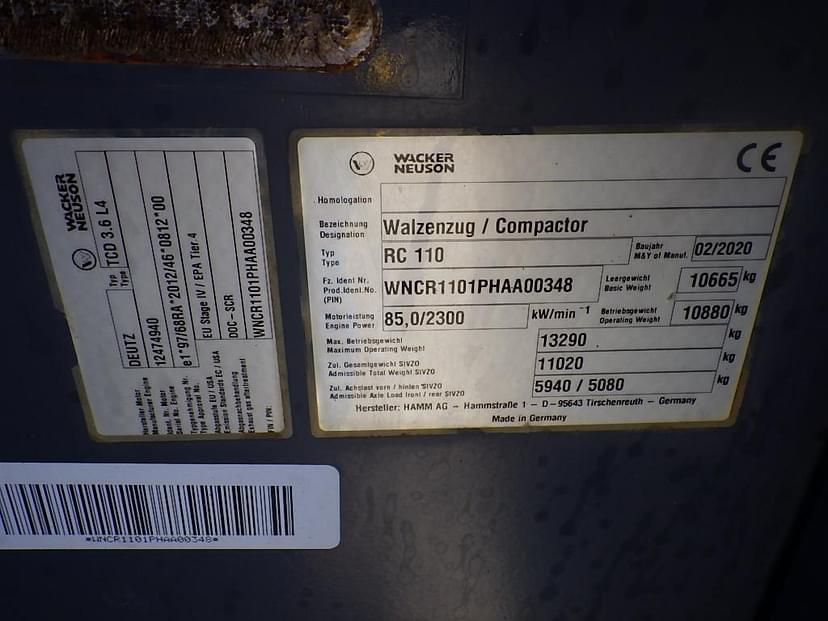 WACKER
NEUSON
Typ
Type
TCD 3.6 L4
Hersteller Motor
Manufacturer Engine
DEUTZ
Ident. Nr. Motor
Serial No. Engine
12474940
Typgenehmigung Nr.
Type Approval No.
e1*97/68RA*2012/46*0812*00
Abgasstufe EU / USA
Emission Standards EC / USA
EU Stage IV / EPA Tier 4
Abgasnachbehandlung
Exhaust gas aftertreatment
DOC-SCR
FIN / PIN:
WNCR1101PHAA00348
WACKER
NEUSON
CE
Homologation
Bezeichnung
Designation
Walzenzug / Compactor
Typ
Type
RC 110
Baujahr
M&Y of Manuf.
02/2020
Fz. Ident Nr.
Prod.Ident.No.
(PIN)
WNCR1101PHAA00348
Leergewicht
Basic Weight
10665 kg
Motorleistung
Engine Power
85,0/2300 kW/min -1
Betriebsgewicht
Operating Weight
10880 kg
Max. Betriebsgewicht
Maximum Operating Weight
13290 kg
Zul. Gesamtgewicht StVZO
Admissible Total Weight StVZO
11020 kg
Zul. Achslast vorn / hinten StVZO
Admissible Axle Load front / rear StVZO
5940 / 5080 kg
Hersteller: HAMM AG - Hammstraße 1 - D-95643 Tirschenreuth - Germany
Made in Germany
*WNCR1101PHAA00348*